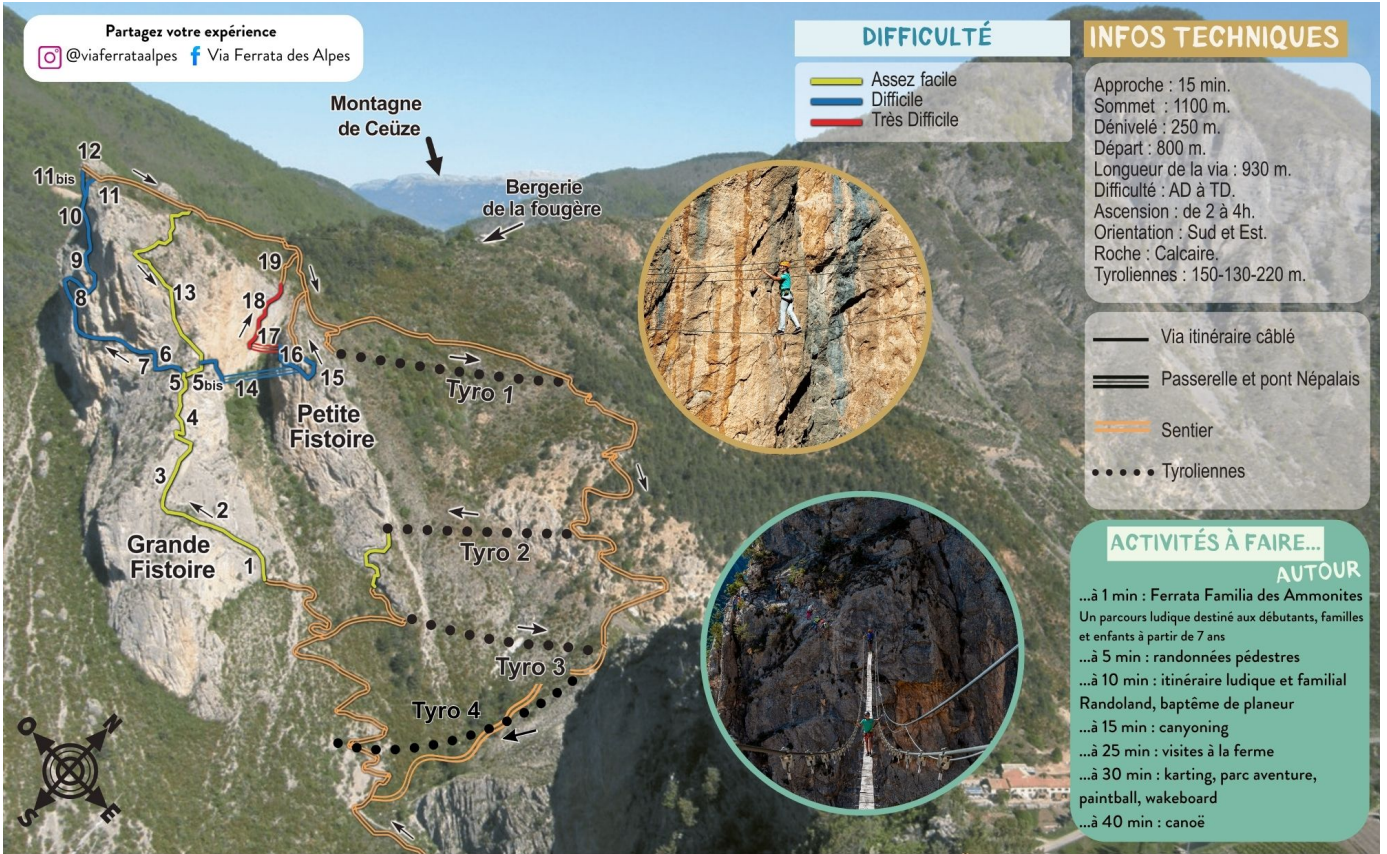 Partagez votre expérience
@viaferrataalpes Via Ferrata des Alpes
Montagne
de Ceüze
Bergerie
de la fougère
12
11 bis
11
10
9
8
13
19
18
17
16
6
7
5
5 bis
14
15
4
3
2
1
Petite
Fistoire
Grande
Fistoire
Tyro 1
Tyro 2
Tyro 3
Tyro 4
O
N
S
E
DIFFICULTÉ
Assez facile
Difficile
Très Difficile
INFOS TECHNIQUES
Approche : 15 min.
Sommet : 1100 m.
Dénivelé : 250 m.
Départ : 800 m.
Longueur de la via : 930 m.
Difficulté : AD à TD.
Ascension : de 2 à 4h.
Orientation : Sud et Est.
Roche : Calcaire.
Tyroliennes : 150-130-220 m.
Via itinéraire câblé
Passerelle et pont Népalais
Sentier
Tyroliennes
ACTIVITÉS À FAIRE...
AUTOUR
...à 1 min : Ferrata Familia des Ammonites
Un parcours ludique destiné aux débutants, familles
et enfants à partir de 7 ans
...à 5 min : randonnées pédestres
...à 10 min : itinéraire ludique et familial
Randoland, baptême de planeur
...à 15 min : canyoning
...à 25 min : visites à la ferme
...à 30 min : karting, parc aventure,
paintball, wakeboard
...à 40 min : canoë